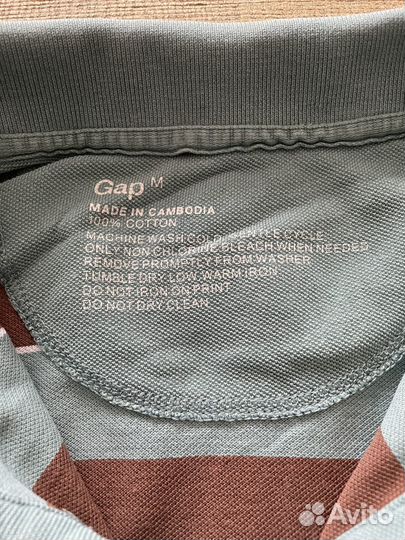 Gap M
MADE IN CAMBODIA
100% COTTON
MACHINE WASH COLD GENTLE CYCLE
ONLY NON CHLORINE BLEACH WHEN NEEDED
REMOVE PROMPTLY FROM WASHER
TUMBLE DRY LOW WARM IRON
DO NOT IRON ON PRINT
DO NOT DRY CLEAN
Avito